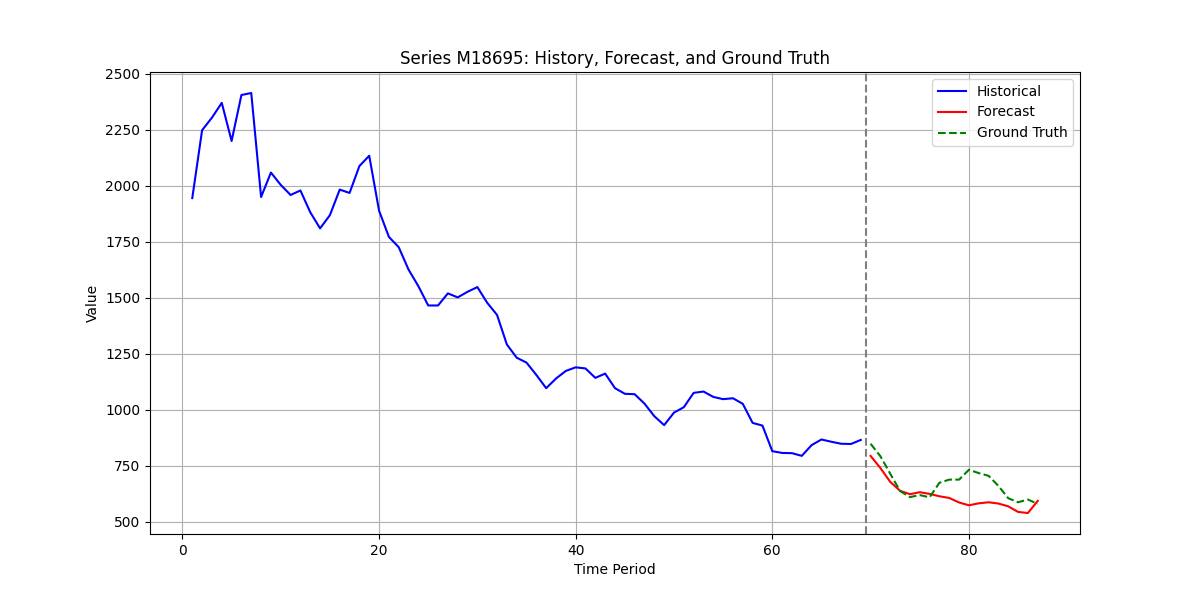 Series M18695: History, Forecast, and Ground Truth
2500
2250
2000
1750
1500
1250
1000
750
500
Value
0
20
40
60
80
Time Period
Historical
Forecast
Ground Truth